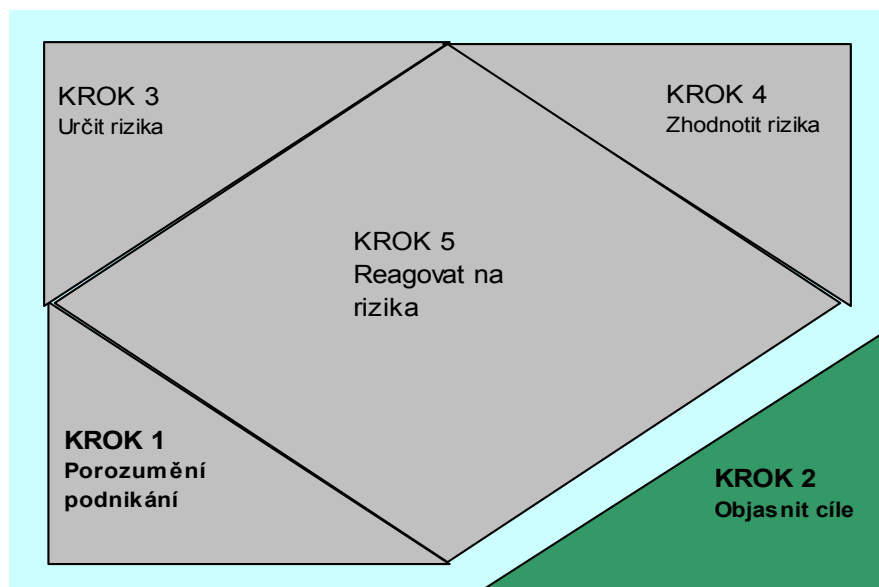 KROK 3
Určit rizika
KROK 4
Zhodnotit rizika
KROK 5
Reagovat na
rizika
KROK 1
Porozumění
podnikání
KROK 2
Objasnit cíle